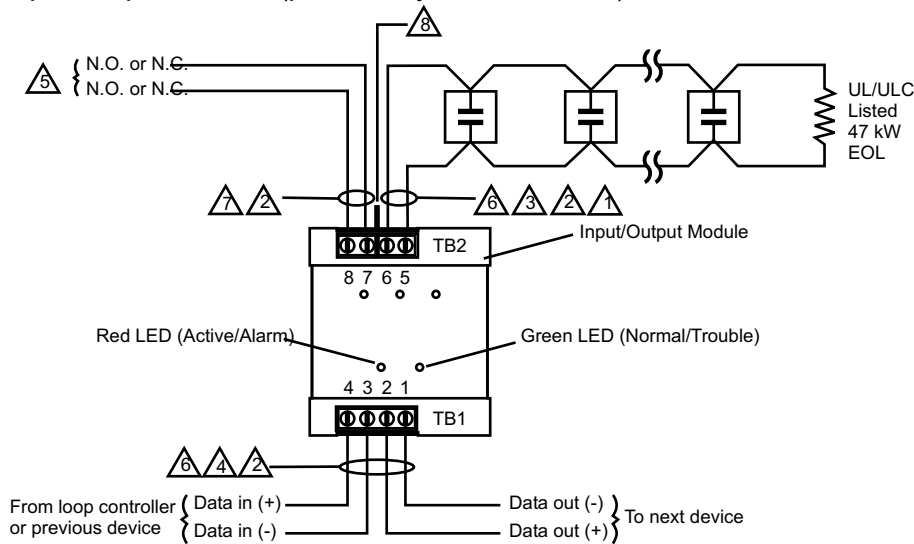 8
5
N.O. or N.C.
N.O. or N.C.
UL/ULC
Listed
47 kW
EOL
7 2
6 3 2 1
Input/Output Module
TB2
8 7 6 5
Red LED (Active/Alarm)
Green LED (Normal/Trouble)
4 3 2 1
TB1
6 4 2
From loop controller
or previous device
Data in (+)
Data in (-)
Data out (-)
Data out (+)
To next device